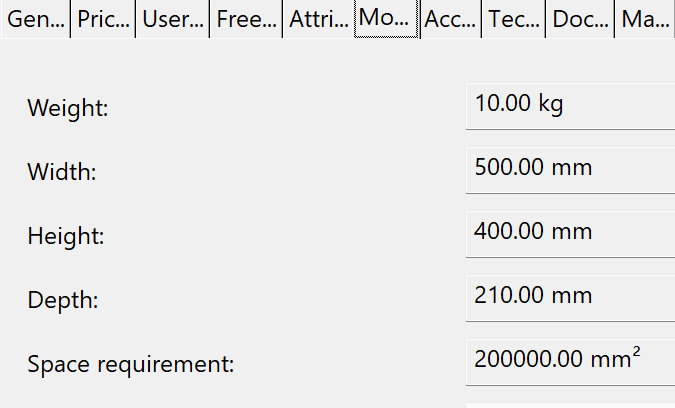 Gen... Pric... User... Free... Attri... Mo... Acc... Tec... Doc... Ma...
Weight: 10.00 kg
Width: 500.00 mm
Height: 400.00 mm
Depth: 210.00 mm
Space requirement: 200000.00 mm²